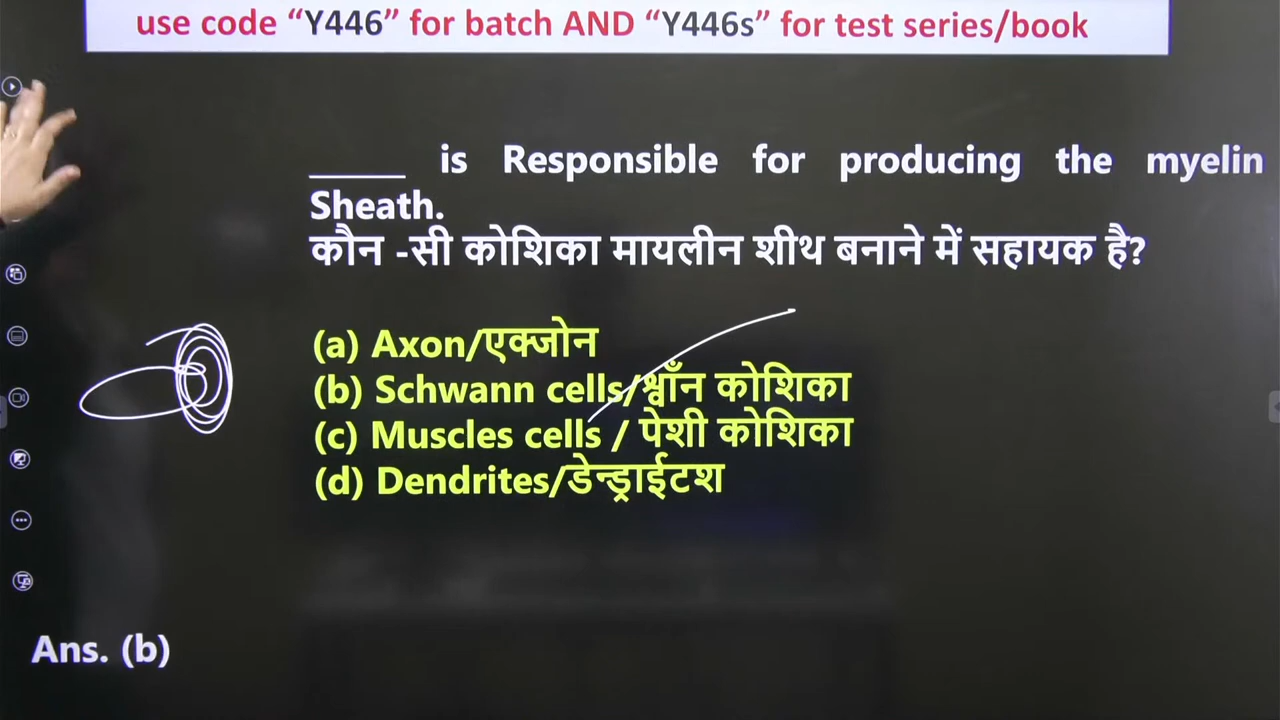 use code “Y446” for batch AND “Y446s” for test series/book
_____ is Responsible for producing the myelin
Sheath.
कौन -सी कोशिका मायलीन शीथ बनाने में सहायक है?
(a) Axon/एक्जोन
(b) Schwann cells/श्वाँन कोशिका
(c) Muscles cells / पेशी कोशिका
(d) Dendrites/डेन्ड्राईटश
Ans. (b)